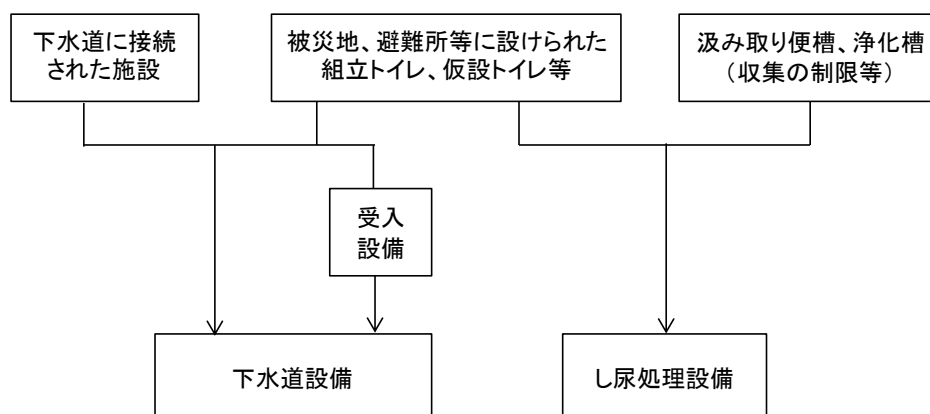 下水道に接続
された施設
被災地、避難所等に設けられた
組立トイレ、仮設トイレ等
汲み取り便槽、浄化槽
（収集の制限等）
受入
設備
下水道設備
し尿処理設備